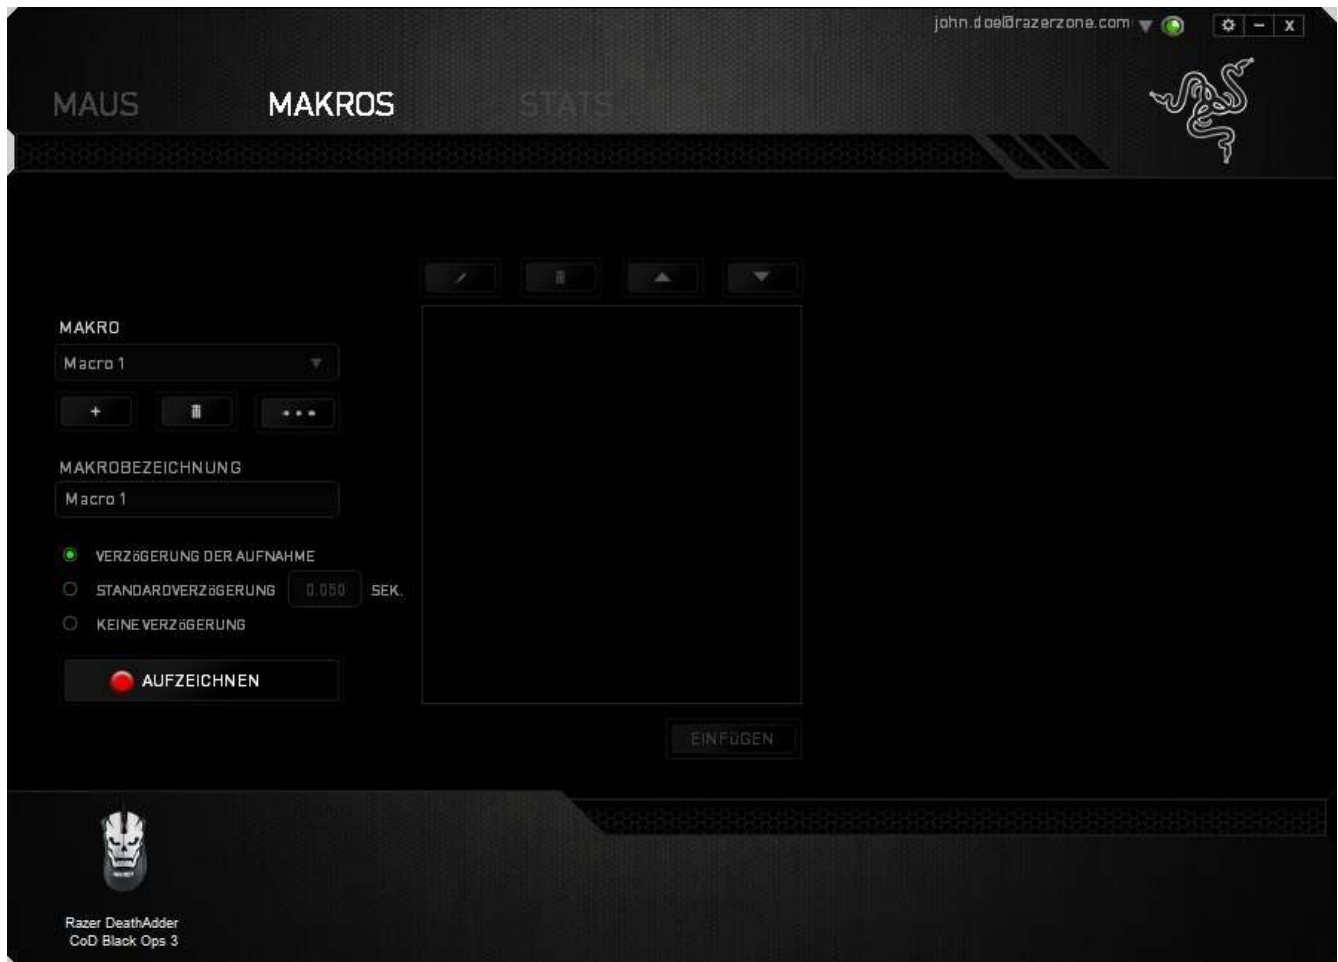 john.doe@razerzone.com
MAUS MAKROS STATS
MAKRO
Macro 1
MAKROBEZEICHNUNG
Macro 1
VERZöGERUNG DER AUFNAHME
STANDARDVERZöGERUNG 0.050 SEK.
KEINE VERZöGERUNG
AUFZEICHNEN
EINFüGEN
Razer DeathAdder
CoD Black Ops 3